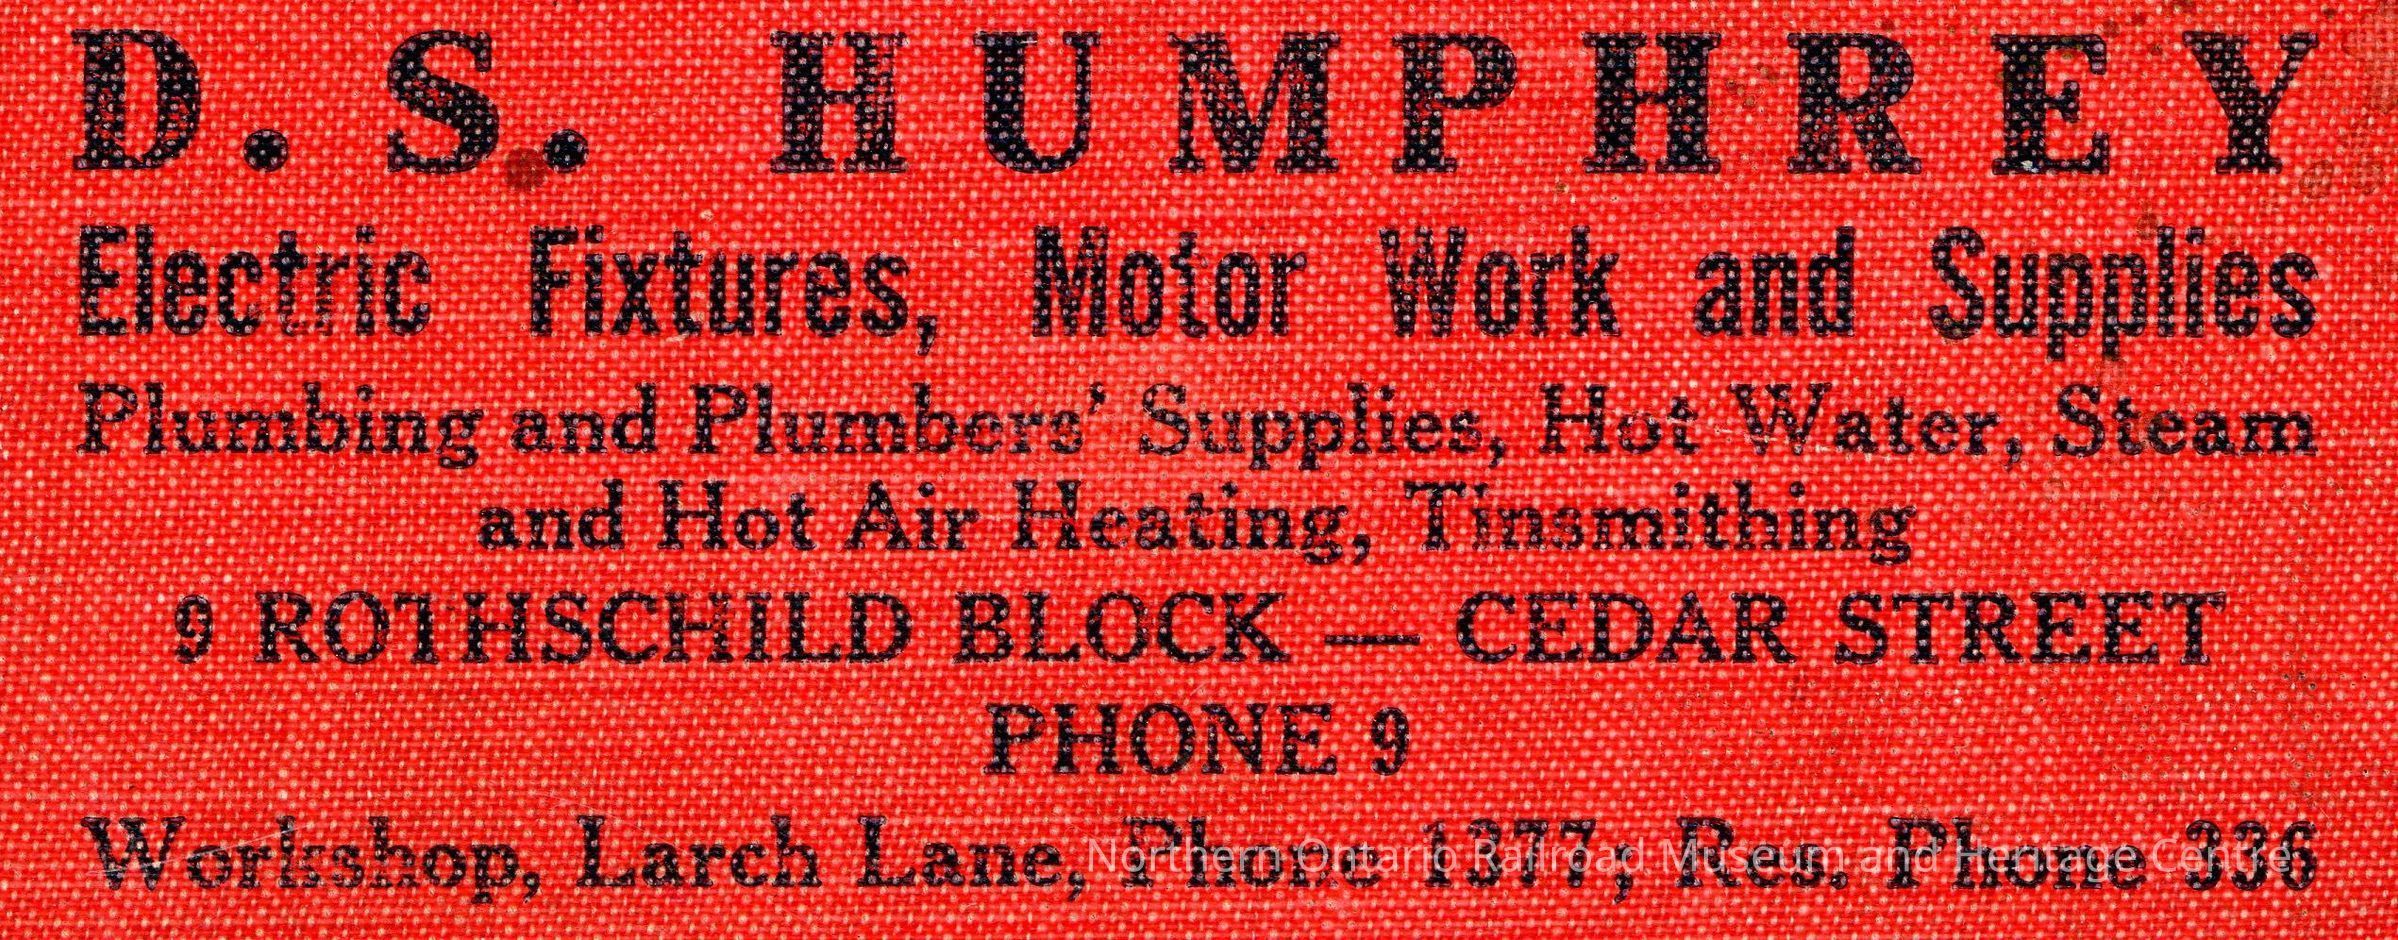 D. S. HUMPHREY
Electric Fixtures, Motor Work and Supplies
Plumbing and Plumbers' Supplies, Hot Water, Steam
and Hot Air Heating, Tinsmithing
9 ROTHSCHILD BLOCK — CEDAR STREET
PHONE 9
Workshop, Larch Lane, Phone 1377; Res. Phone 336
Northern Ontario Railroad Museum and Heritage Centre